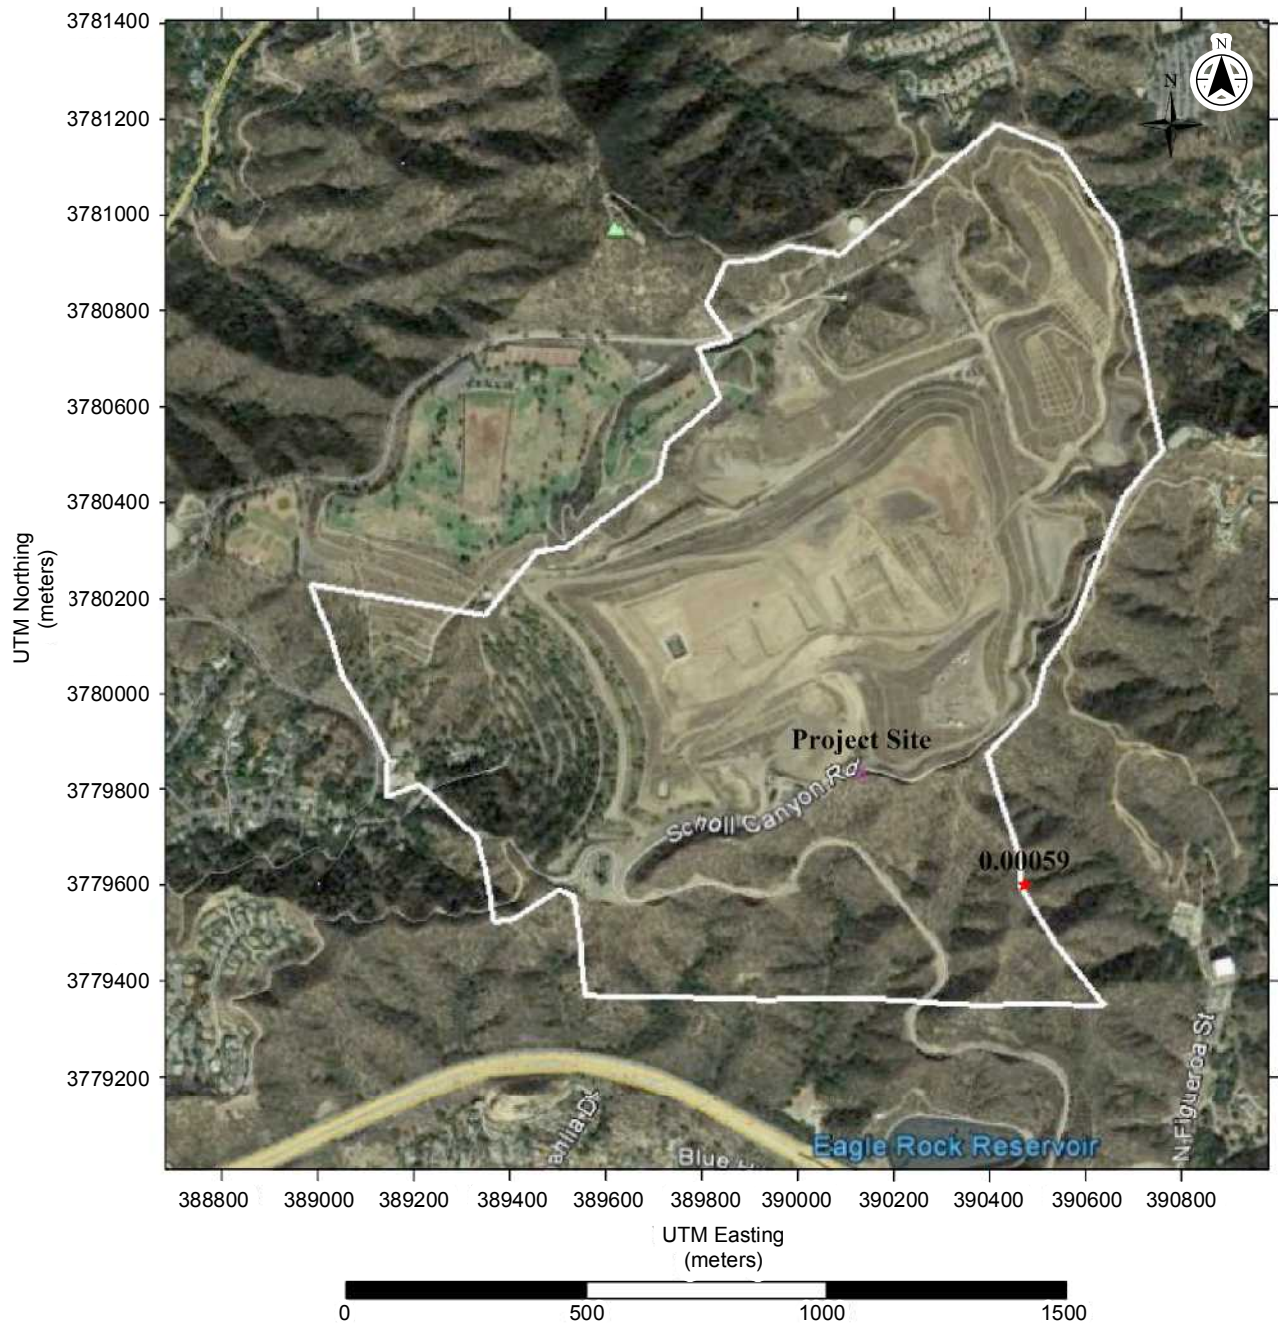 3781400
3781200
3781000
3780800
3780600
3780400
3780200
3780000
3779800
3779600
3779400
3779200
UTM Northing
(meters)
N
N
Project Site
Scholl Canyon Rd
0.00059
N Figueroa St
Eagle Rock Reservoir
Blue
388800 389000 389200 389400 389600 389800 390000 390200 390400 390600 390800
UTM Easting
(meters)
0 500 1000 1500